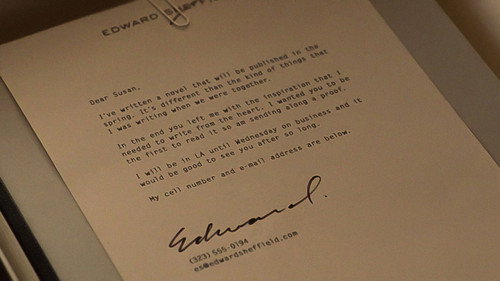 EDWARD SHEFFIELD
Dear Susan,
I've written a novel that will be published in the
spring. It's different than the kind of things that
I was writing when we were together.
In the end you left me with the inspiration that I
needed to write from the heart. I wanted you to be
the first to read it so am sending along a proof.
I will be in LA until Wednesday on business and it
would be good to see you after so long.
My cell number and e-mail address are below.
Edward.
(323) 555-0194
es@edwardsheffield.com